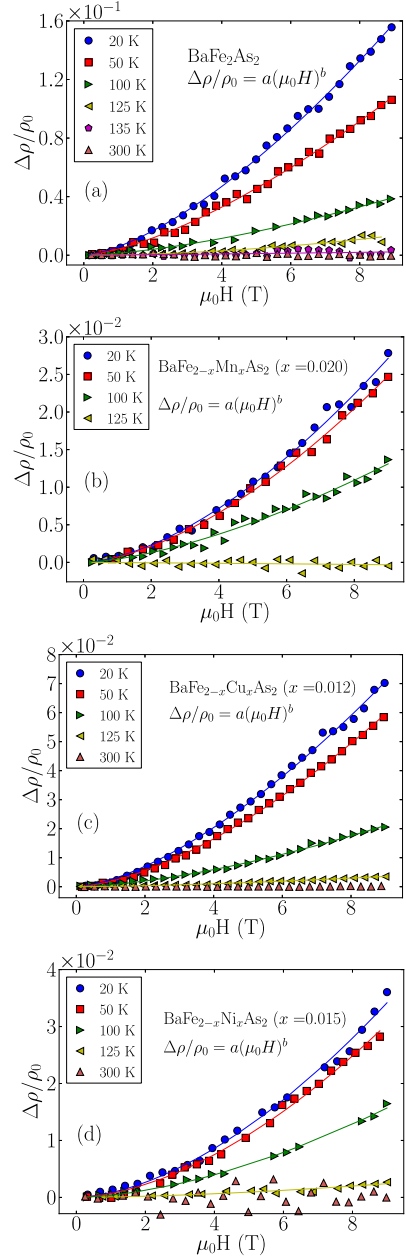 ×10⁻¹
1.6
1.2
0.8
0.4
0.0
Δρ/ρ₀
20 K
50 K
100 K
125 K
135 K
300 K
BaFe₂As₂
Δρ/ρ₀ = a(μ₀H)ᵇ
(a)
0 2 4 6 8
μ₀H (T)
×10⁻²
3.0
2.5
2.0
1.5
1.0
0.5
0.0
Δρ/ρ₀
20 K
50 K
100 K
125 K
BaFe₂₋ₓMnₓAs₂ (x =0.020)
Δρ/ρ₀ = a(μ₀H)ᵇ
(b)
0 2 4 6 8
μ₀H (T)
×10⁻²
8
7
6
5
4
3
2
1
0
Δρ/ρ₀
20 K
50 K
100 K
125 K
300 K
BaFe₂₋ₓCuₓAs₂ (x =0.012)
Δρ/ρ₀ = a(μ₀H)ᵇ
(c)
0 2 4 6 8
μ₀H (T)
×10⁻²
4
3
2
1
0
Δρ/ρ₀
20 K
50 K
100 K
125 K
300 K
BaFe₂₋ₓNiₓAs₂ (x =0.015)
Δρ/ρ₀ = a(μ₀H)ᵇ
(d)
0 2 4 6 8
μ₀H (T)